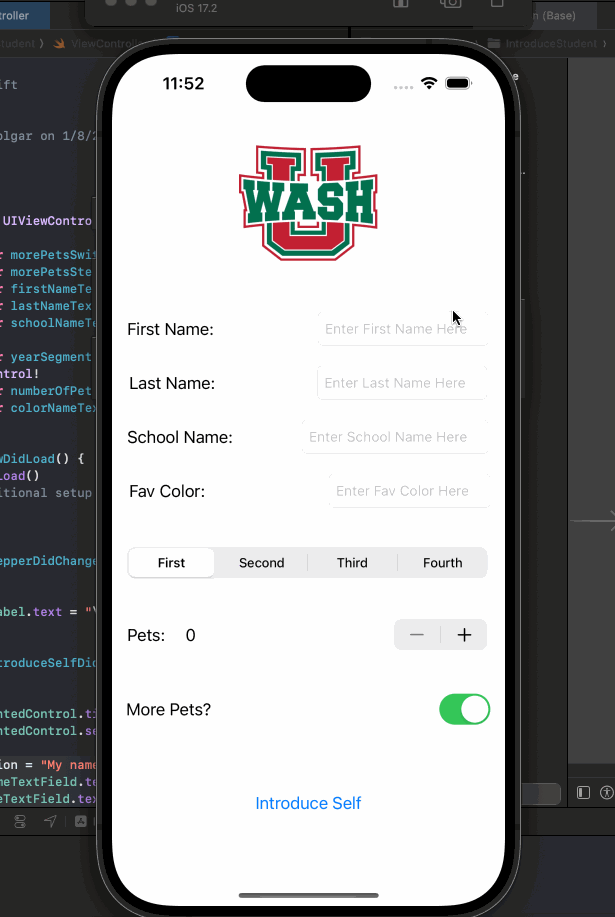 iOS 17.2
ntroller
n (Base)
tudent ⟩ ViewContro
IntroduceStudent ⟩
ift
olgar on 1/8/2
UIViewContro
r morePetsSwi
r morePetsSte
r firstNameTe
r lastNameTex
r schoolNameTe
r yearSegment
ntrol!
r numberOfPet
r colorNameTex
wDidLoad() {
Load()
itional setup
epperDidChange
abel.text = "\
troduceSelfDid
ntedControl.ti
ntedControl.se
ion = "My name
meTextField.te
eTextField.tex
11:52
WASH
First Name:
Enter First Name Here
Last Name:
Enter Last Name Here
School Name:
Enter School Name Here
Fav Color:
Enter Fav Color Here
First Second Third Fourth
Pets: 0
More Pets?
Introduce Self